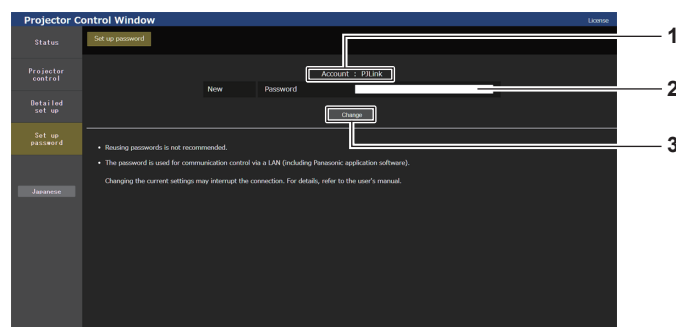 Projector Control Window
License
1
Status
Set up password
Projector
control
Account : PJLink
New Password
2
Detailed
set up
Change
Set up
password
3
• Reusing passwords is not recommended.
• The password is used for communication control via a LAN (including Panasonic application software).
Changing the current settings may interrupt the connection. For details, refer to the user's manual.
Japanese